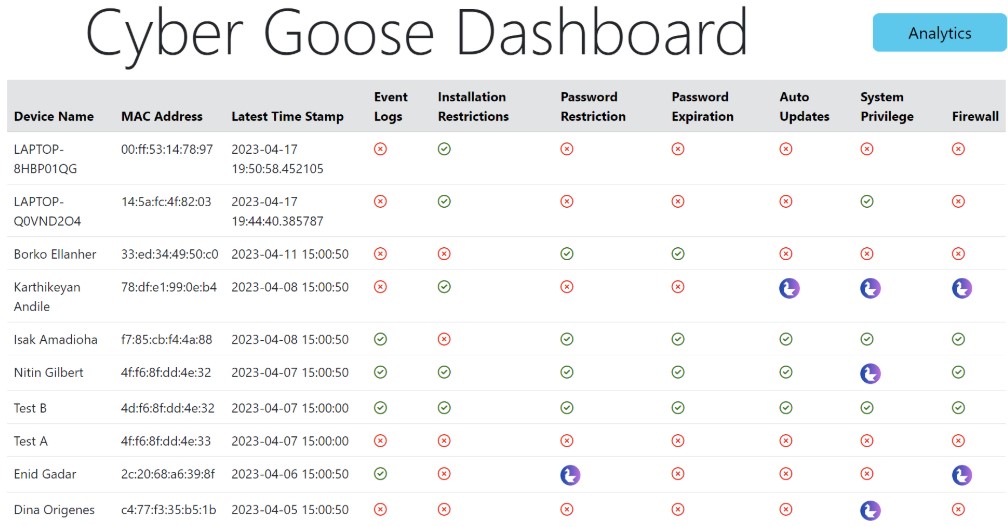 Cyber Goose Dashboard
Analytics
Device Name MAC Address Latest Time Stamp Event Logs Installation Restrictions Password Restriction Password Expiration Auto Updates System Privilege Firewall
LAPTOP-8HBP01QG 00:ff:53:14:78:97 2023-04-17 19:50:58.452105
LAPTOP-Q0VND2O4 14:5a:fc:4f:82:03 2023-04-17 19:44:40.385787
Borko Ellanher 33:ed:34:49:50:c0 2023-04-11 15:00:50
Karthikeyan Andile 78:df:e1:99:0e:b4 2023-04-08 15:00:50
Isak Amadioha f7:85:cb:f4:4a:88 2023-04-08 15:00:50
Nitin Gilbert 4f:f6:8f:dd:4e:32 2023-04-07 15:00:50
Test B 4d:f6:8f:dd:4e:32 2023-04-07 15:00:00
Test A 4f:f6:8f:dd:4e:33 2023-04-07 15:00:00
Enid Gadar 2c:20:68:a6:39:8f 2023-04-06 15:00:50
Dina Origenes c4:77:f3:35:b5:1b 2023-04-05 15:00:50